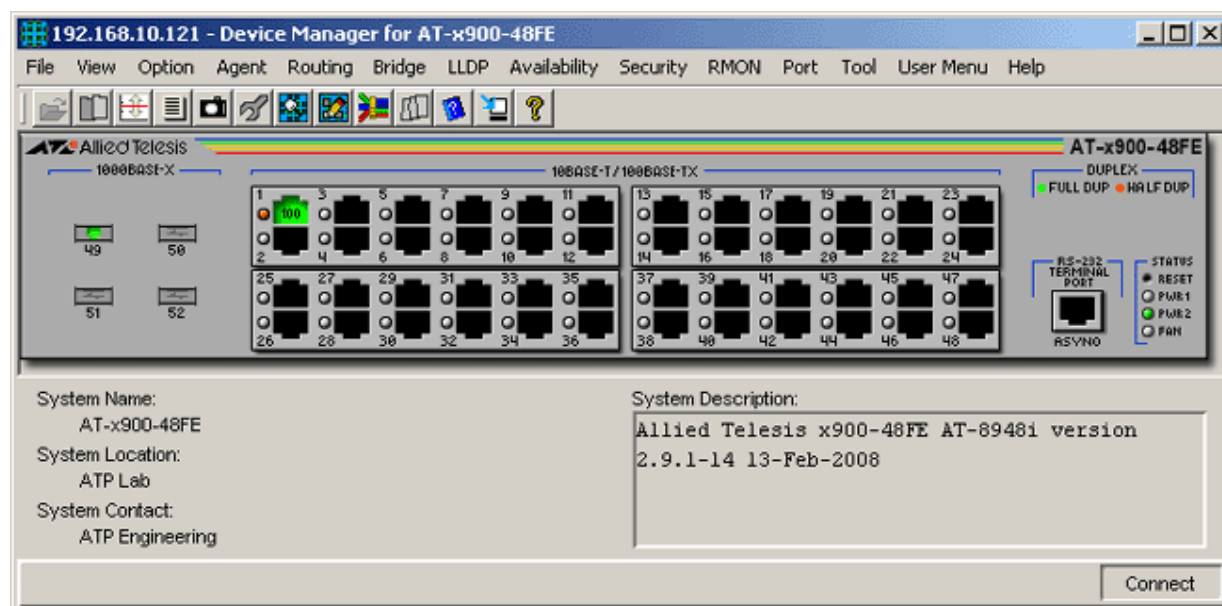 192.168.10.121 - Device Manager for AT-x900-48FE
File View Option Agent Routing Bridge LLDP Availability Security RMON Port Tool User Menu Help
Allied Telesis AT-x900-48FE
1000BASE-X 10BASE-T/100BASE-TX DUPLEX
FULL DUP HALF DUP
1 3 5 7 9 11 13 15 17 19 21 23
100
49 50
2 4 6 8 10 12 14 16 18 20 22 24
RS-232 TERMINAL PORT
STATUS
RESET
PWR1
PWR2
FAN
25 27 29 31 33 35 37 39 41 43 45 47
51 52
26 28 30 32 34 36 38 40 42 44 46 48
ASYN0
System Name:
AT-x900-48FE
System Location:
ATP Lab
System Contact:
ATP Engineering
System Description:
Allied Telesis x900-48FE AT-8948i version
2.9.1-14 13-Feb-2008
Connect